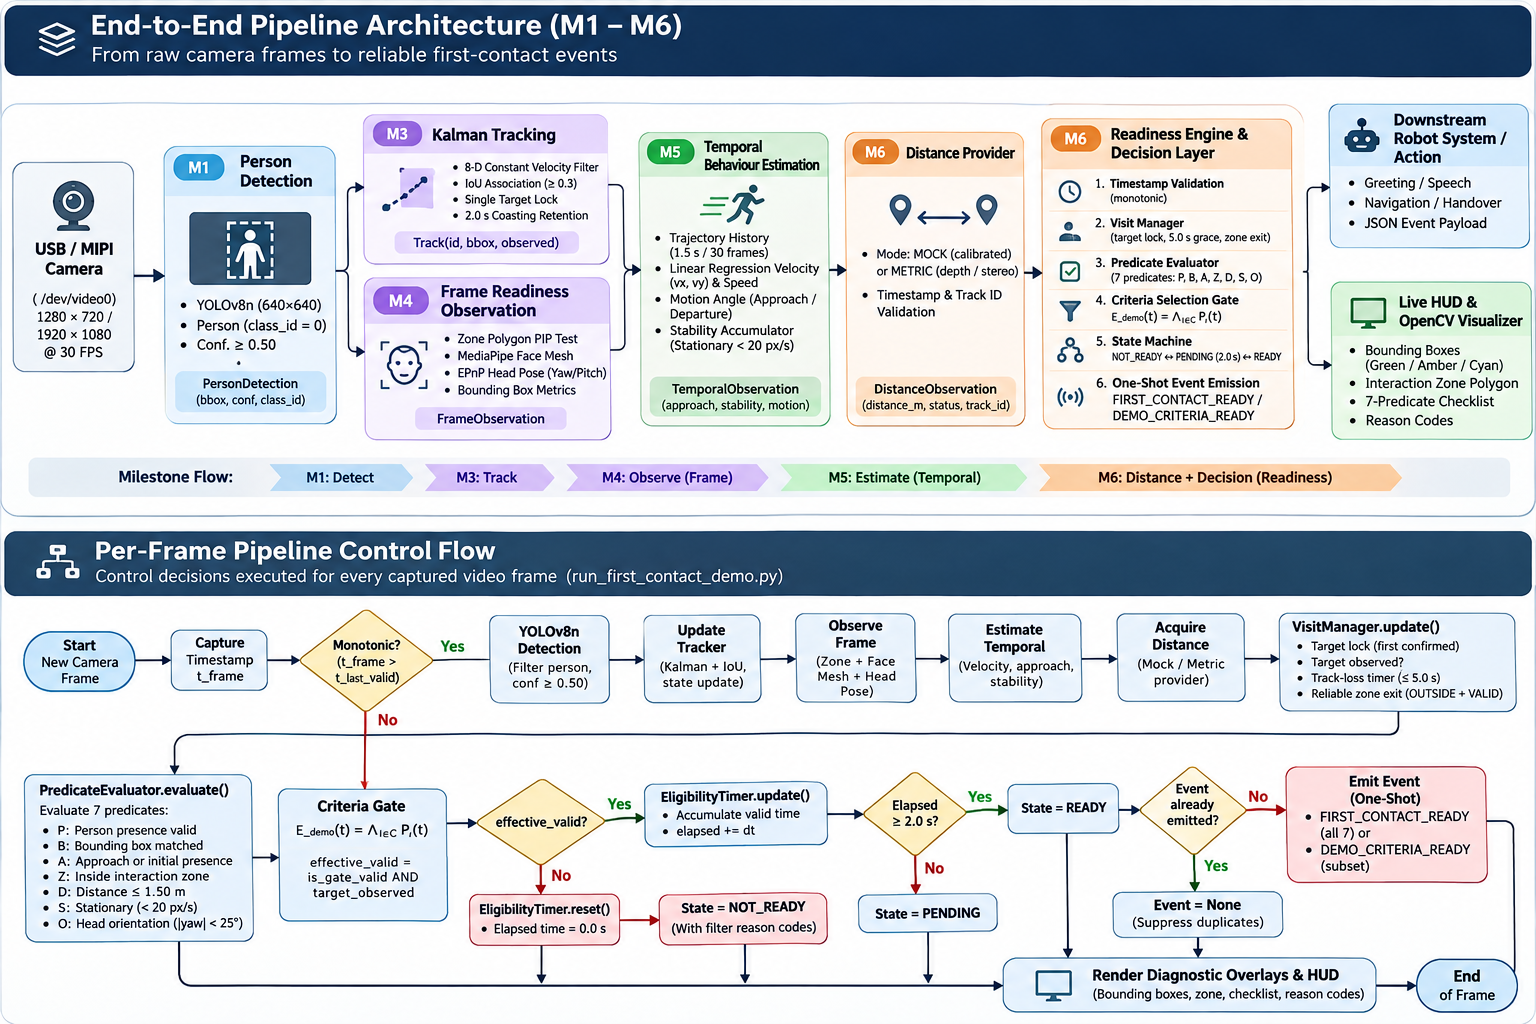 End-to-End Pipeline Architecture (M1 – M6)
From raw camera frames to reliable first-contact events
USB / MIPI
Camera
( /dev/video0)
1280 × 720 /
1920 × 1080
@ 30 FPS
M1
Person
Detection
• YOLOv8n (640×640)
• Person (class_id = 0)
• Conf. ≥ 0.50
•
PersonDetection
(bbox, conf, class_id)
M3
Kalman Tracking
• 8-D Constant Velocity Filter
• IoU Association (≥ 0.3)
• Single Target Lock
• 2.0 s Coasting Retention
Track(id, bbox, observed)
M4
Frame Readiness
Observation
• Zone Polygon PIP Test
• MediaPipe Face Mesh
• EPnP Head Pose (Yaw/Pitch)
• Bounding Box Metrics
FrameObservation
M5
Temporal
Behaviour Estimation
• Trajectory History
(1.5 s / 30 frames)
• Linear Regression Velocity
(vx, vy) & Speed
• Motion Angle (Approach /
Departure)
• Stability Accumulator
(Stationary < 20 px/s)
TemporalObservation
(approach, stability, motion)
M6
Distance Provider
• Mode: MOCK (calibrated)
or METRIC (depth / stereo)
• Timestamp & Track ID
Validation
DistanceObservation
(distance_m, status, track_id)
M6
Readiness Engine &
Decision Layer
1. Timestamp Validation
(monotonic)
2. Visit Manager
(target lock, 5.0 s grace, zone exit)
3. Predicate Evaluator
(7 predicates: P, B, A, Z, D, S, O)
4. Criteria Selection Gate
E_demo(t) = Λ_I∈C P_i(t)
5. State Machine
NOT_READY ↔ PENDING (2.0 s) ↔ READY
6. One-Shot Event Emission
FIRST_CONTACT_READY /
DEMO_CRITERIA_READY
Downstream
Robot System /
Action
• Greeting / Speech
• Navigation / Handover
• JSON Event Payload
Live HUD &
OpenCV Visualizer
• Bounding Boxes
(Green / Amber / Cyan)
• Interaction Zone Polygon
• 7-Predicate Checklist
• Reason Codes
Milestone Flow:
M1: Detect
M3: Track
M4: Observe (Frame)
M5: Estimate (Temporal)
M6: Distance + Decision (Readiness)
Per-Frame Pipeline Control Flow
Control decisions executed for every captured video frame (run_first_contact_demo.py)
Start
New Camera
Frame
Capture
Timestamp
t_frame
Monotonic?
(t_frame >
t_last_valid)
Yes
No
YOLOv8n
Detection
(Filter person,
conf ≥ 0.50)
Update
Tracker
(Kalman + IoU,
state update)
Observe
Frame
(Zone + Face
Mesh + Head
Pose)
Estimate
Temporal
(Velocity, approach,
stability)
Acquire
Distance
(Mock / Metric
provider)
VisitManager.update()
• Target lock (first confirmed)
• Target observed?
• Track-loss timer (≤ 5.0 s)
• Reliable zone exit (OUTSIDE + VALID)
PredicateEvaluator.evaluate()
Evaluate 7 predicates:
• P: Person presence valid
• B: Bounding box matched
• A: Approach or initial presence
• Z: Inside interaction zone
• D: Distance ≤ 1.50 m
• S: Stationary (< 20 px/s)
• O: Head orientation (|yaw| < 25°)
Criteria Gate
E_demo(t) = Λ_I∈C P_i(t)
effective_valid =
is_gate_valid AND
target_observed
effective_valid?
Yes
No
EligibilityTimer.update()
• Accumulate valid time
• elapsed += dt
EligibilityTimer.reset()
• Elapsed time = 0.0 s
State = NOT_READY
(With filter reason codes)
Elapsed
≥ 2.0 s?
Yes
No
State = PENDING
State = READY
Event
already
emitted?
No
Yes
Emit Event
(One-Shot)
• FIRST_CONTACT_READY
(all 7) or
• DEMO_CRITERIA_READY
(subset)
Event = None
(Suppress duplicates)
Render Diagnostic Overlays & HUD
(Bounding boxes, zone, checklist, reason codes)
End
of Frame